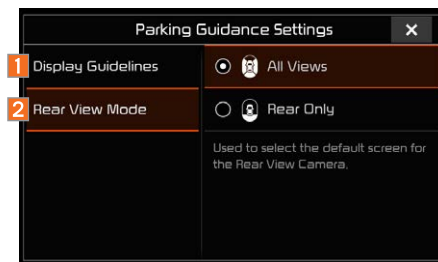 Parking Guidance Settings
1 Display Guidelines
All Views
2 Rear View Mode
Rear Only
Used to select the default screen for
the Rear View Camera.